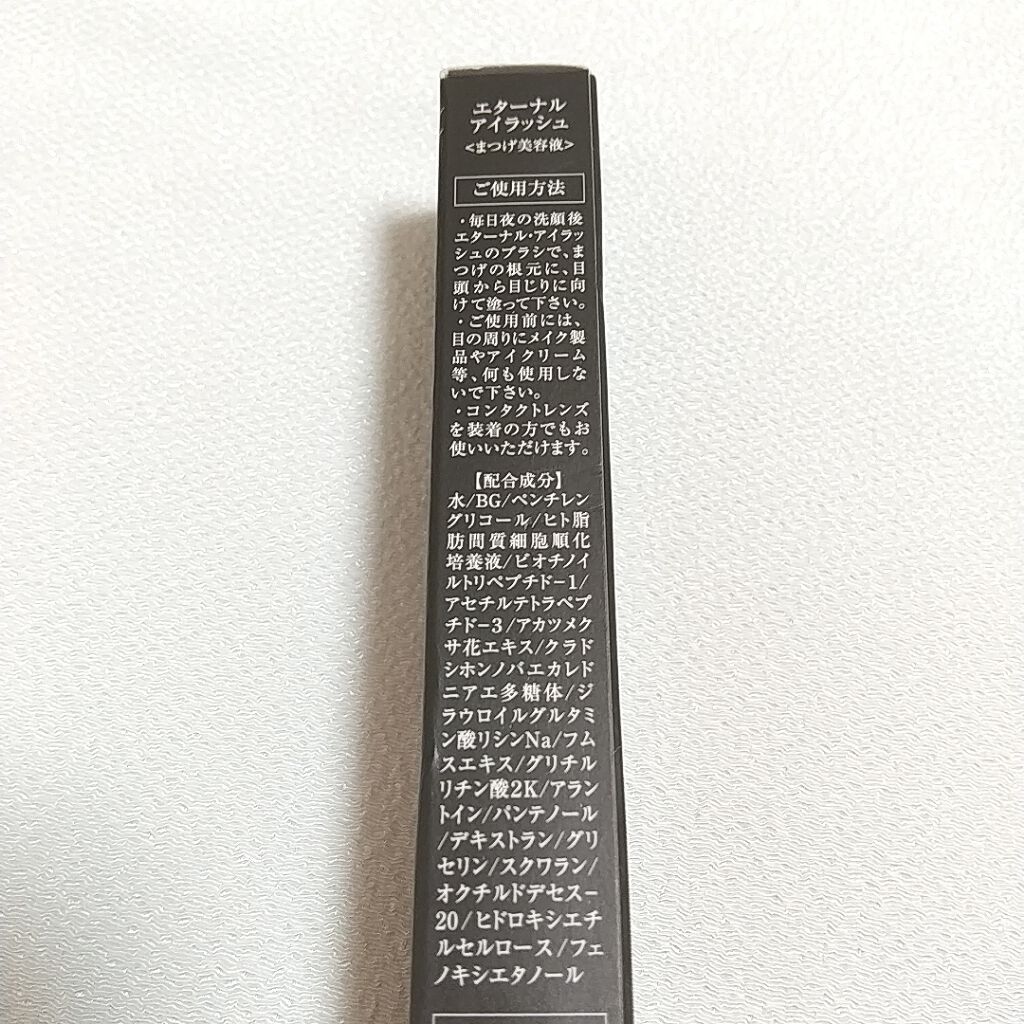 エターナル
アイラッシュ
<まつげ美容液>
ご使用方法
・毎日夜の洗顔後
エターナル・アイラッ
シュのブラシで、ま
つげの根元に、目
頭から目じりに向
けて塗って下さい。
・ご使用前には、
目の周りにメイク製
品やアイクリーム
等、何も使用しな
いで下さい。
・コンタクトレンズ
を装着の方でもお
使いいただけます。
【配合成分】
水/BG/ペンチレン
グリコール/ヒト脂
肪間質細胞順化
培養液/ビオチノイ
ルトリペプチド-1/
アセチルテトラペプ
チド-3/アカツメク
サ花エキス/クラド
シホンノバエカレド
ニアエ多糖体/ジ
ラウロイルグルタミ
ン酸リシンNa/フム
スエキス/グリチル
リチン酸2K/アラン
トイン/パンテノール
/デキストラン/グリ
セリン/スクワラン/
オクチルドデセス-
20/ヒドロキシエチ
ルセルロース/フェ
ノキシエタノール